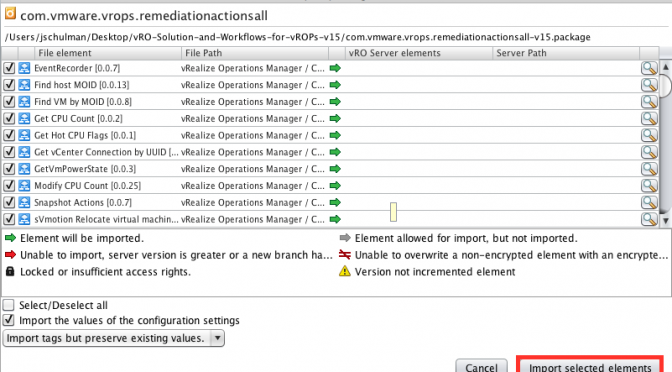 com.vmware.vrops.remediationactionsall
/Users/jschulman/Desktop/vRO-Solution-and-Workflows-for-vROPs-v15/com.vmware.vrops.remediationactionsall-v15.package
File element File Path vRO Server elements Server Path
EventRecorder [0.0.7] vRealize Operations Manager / C...
Find host MOID [0.0.13] vRealize Operations Manager / C...
Find VM by MOID [0.0.8] vRealize Operations Manager / C...
Get CPU Count [0.0.2] vRealize Operations Manager / C...
Get Hot CPU Flags [0.0.1] vRealize Operations Manager / C...
Get vCenter Connection by UUID [... vRealize Operations Manager / C...
GetVmPowerState [0.0.3] vRealize Operations Manager / C...
Modify CPU Count [0.0.25] vRealize Operations Manager / C...
Snapshot Actions [0.0.7] vRealize Operations Manager / C...
sVmotion Relocate virtual machin... vRealize Operations Manager / C...
Element will be imported. Element allowed for import, but not imported.
Unable to import, server version is greater or a new branch ha... Unable to overwrite a non-encrypted element with an encrypte...
Locked or insufficient access rights. Version not incremented element
Select/Deselect all
Import the values of the configuration settings
Import tags but preserve existing values.
Cancel Import selected elements